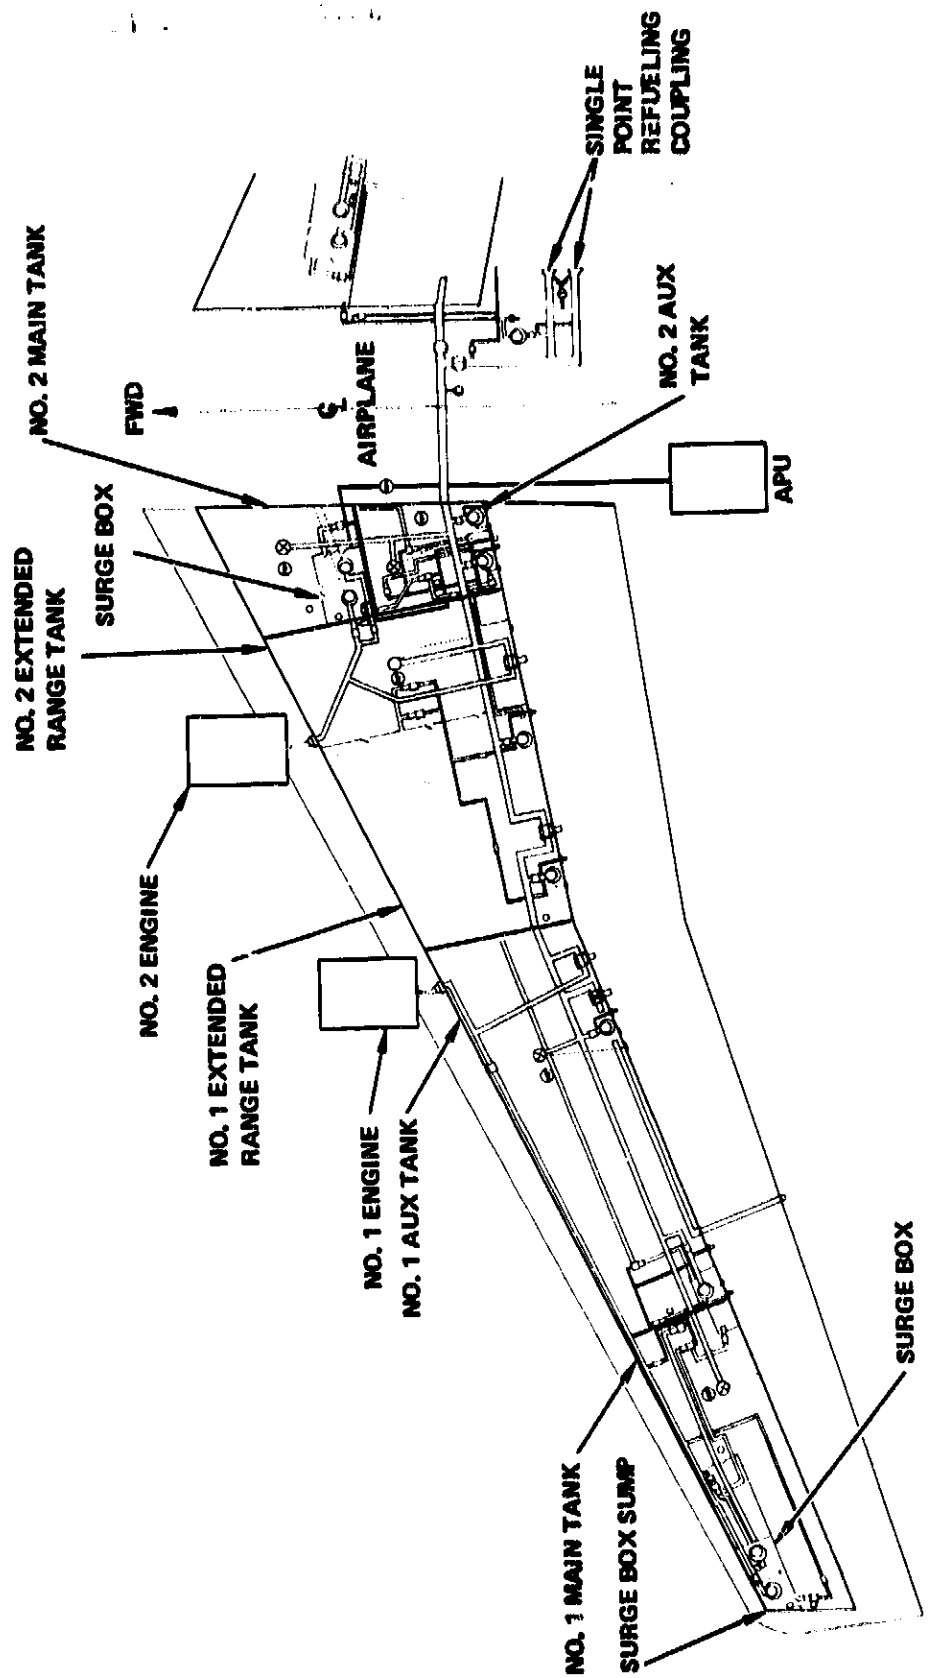 NO. 2 MAIN TANK
FWD
C L
AIRPLANE
SINGLE
POINT
REFUELING
COUPLING
NO. 2 EXTENDED
RANGE TANK
SURGE BOX
NO. 2 AUX
TANK
APU
NO. 2 ENGINE
NO. 1 EXTENDED
RANGE TANK
NO. 1 ENGINE
NO. 1 AUX TANK
NO. 1 MAIN TANK
SURGE BOX SUMP
SURGE BOX